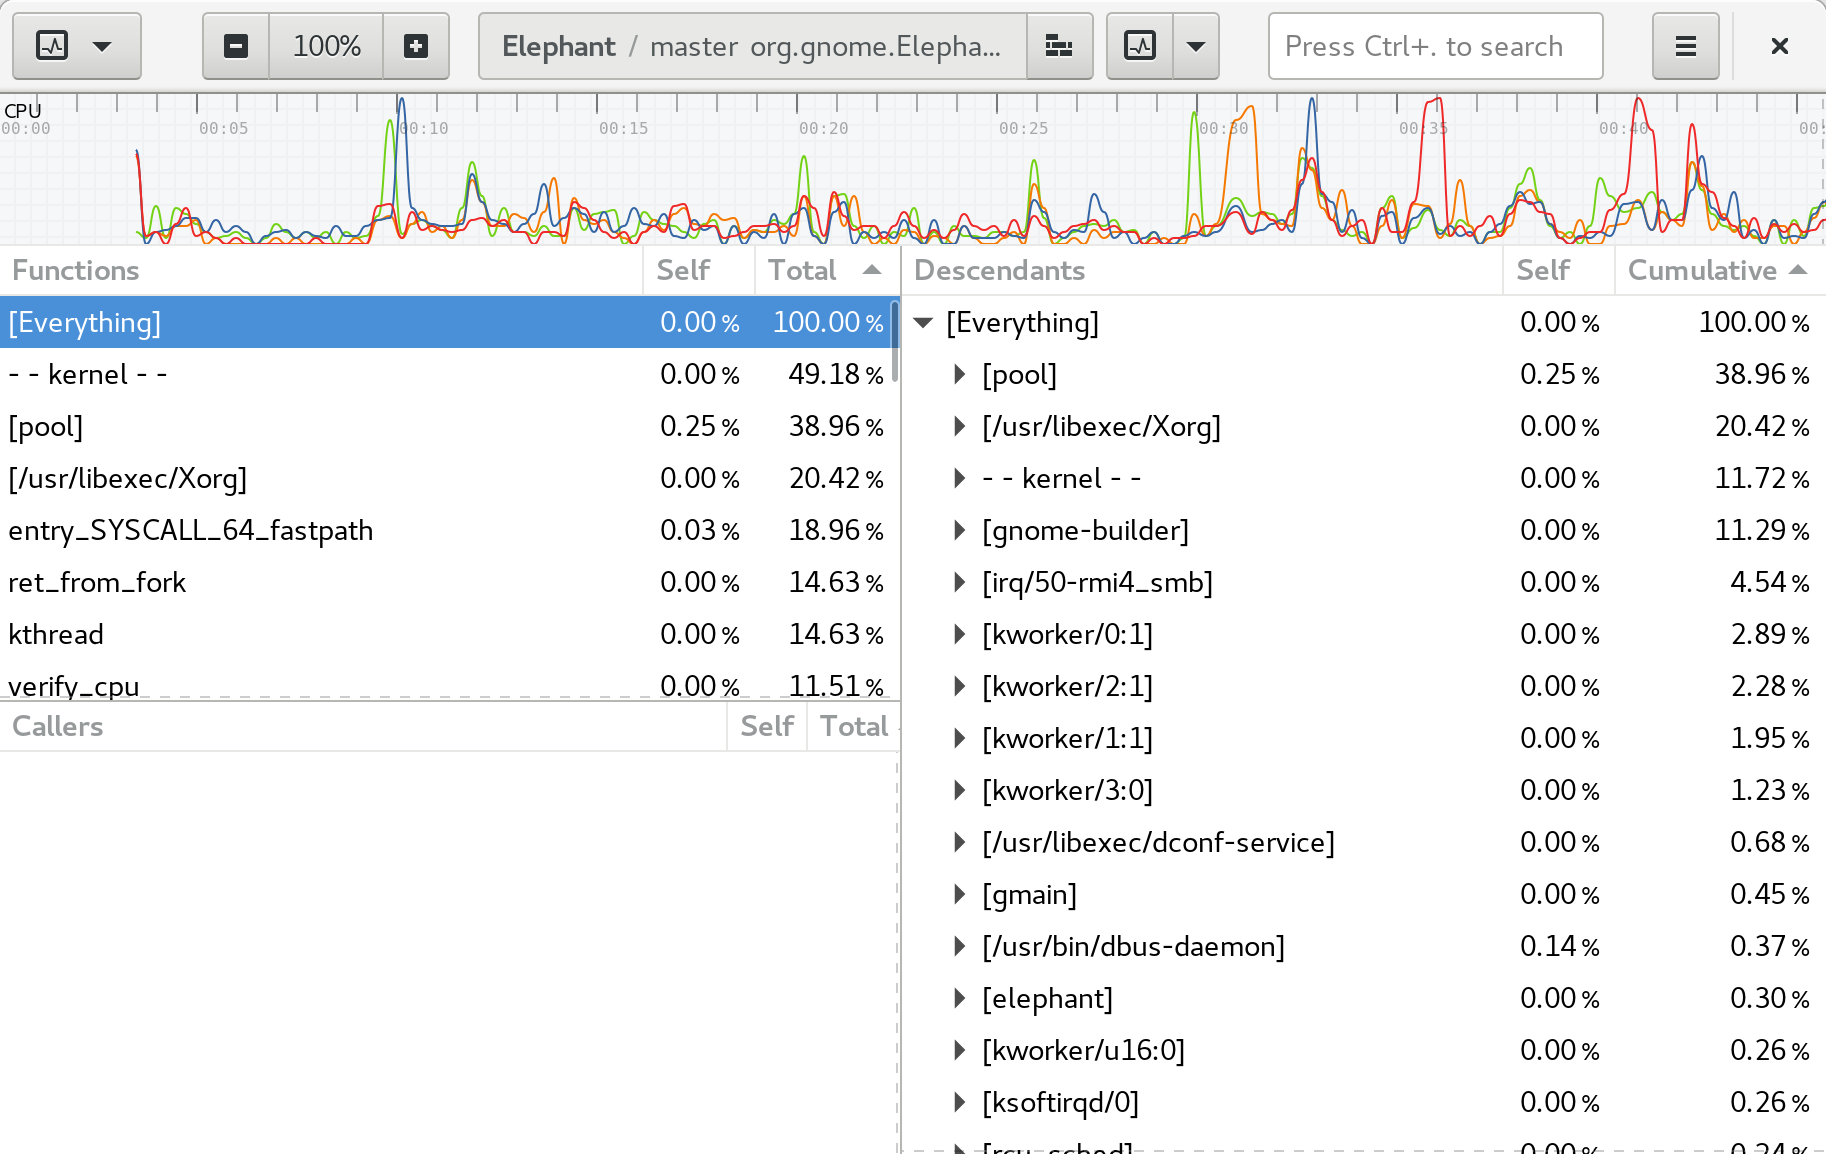 100% Elephant / master org.gnome.Elepha... Press Ctrl+. to search
CPU
00:00 00:05 00:10 00:15 00:20 00:25 00:30 00:35 00:40 00:
Functions Self Total
[Everything] 0.00 % 100.00 %
- - kernel - - 0.00 % 49.18 %
[pool] 0.25 % 38.96 %
[/usr/libexec/Xorg] 0.00 % 20.42 %
entry_SYSCALL_64_fastpath 0.03 % 18.96 %
ret_from_fork 0.00 % 14.63 %
kthread 0.00 % 14.63 %
verify_cpu 0.00 % 11.51 %
Callers Self Total
Descendants Self Cumulative
[Everything] 0.00 % 100.00 %
[pool] 0.25 % 38.96 %
[/usr/libexec/Xorg] 0.00 % 20.42 %
- - kernel - - 0.00 % 11.72 %
[gnome-builder] 0.00 % 11.29 %
[irq/50-rmi4_smb] 0.00 % 4.54 %
[kworker/0:1] 0.00 % 2.89 %
[kworker/2:1] 0.00 % 2.28 %
[kworker/1:1] 0.00 % 1.95 %
[kworker/3:0] 0.00 % 1.23 %
[/usr/libexec/dconf-service] 0.00 % 0.68 %
[gmain] 0.00 % 0.45 %
[/usr/bin/dbus-daemon] 0.14 % 0.37 %
[elephant] 0.00 % 0.30 %
[kworker/u16:0] 0.00 % 0.26 %
[ksoftirqd/0] 0.00 % 0.26 %
[rcu_sched] 0.00 % 0.24 %